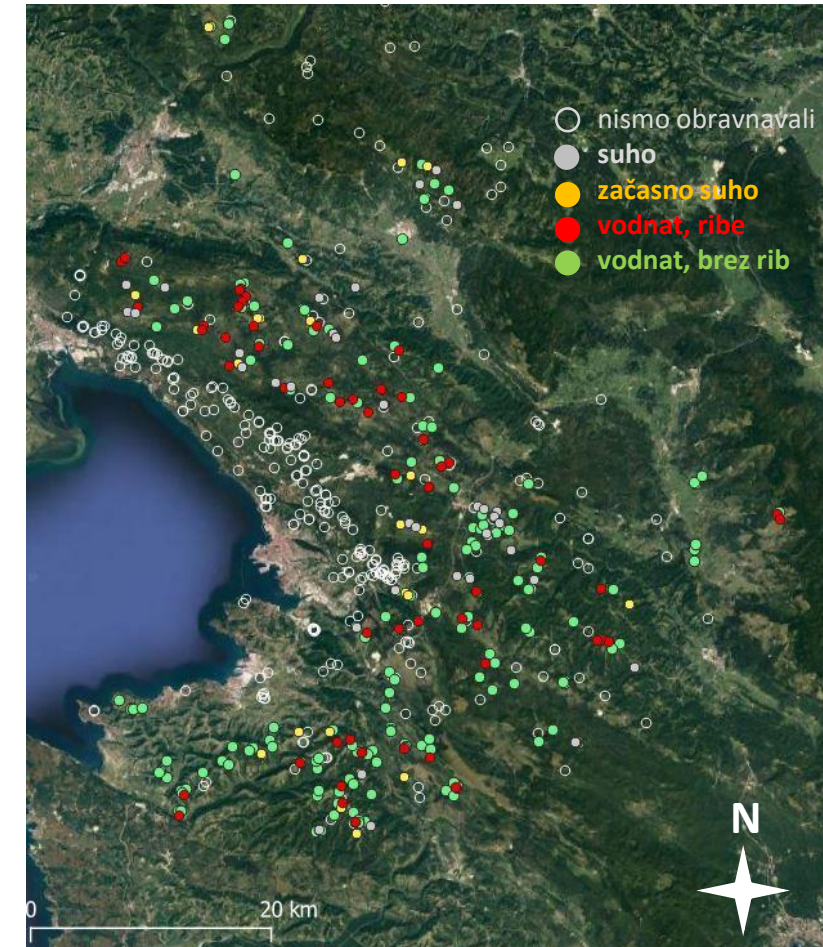 nismo obravnavali
suho
začasno suho
vodnat, ribe
vodnat, brez rib
N
0
20 km